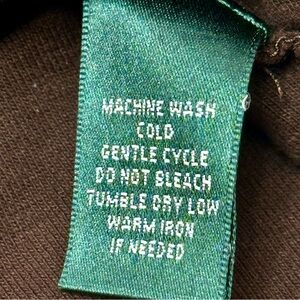 MACHINE WASH
COLD
GENTLE CYCLE
DO NOT BLEACH
TUMBLE DRY LOW
WARM IRON
IF NEEDED